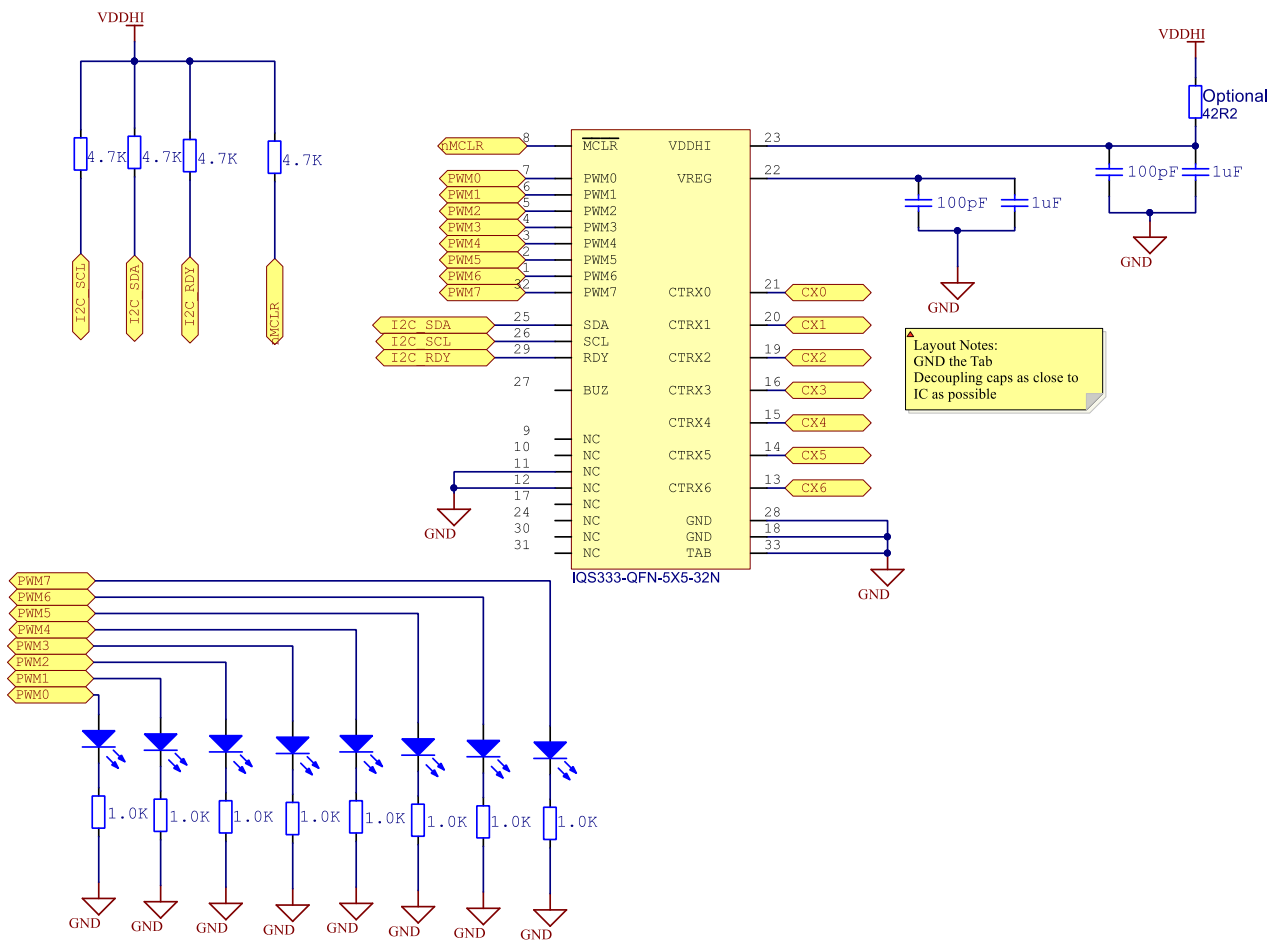 VDDHI
4.7K
4.7K
4.7K
4.7K
I2C_SCL
I2C_SDA
I2C_RDY
nMCLR
VDDHI
Optional
42R2
100pF
1uF
GND
100pF
1uF
GND
nMCLR
8
MCLR
PWM0
7
PWM0
PWM1
6
PWM1
PWM2
5
PWM2
PWM3
4
PWM3
PWM4
3
PWM4
PWM5
2
PWM5
PWM6
1
PWM6
PWM7
32
PWM7
I2C_SDA
25
SDA
I2C_SCL
26
SCL
I2C_RDY
29
RDY
27
BUZ
9
NC
10
NC
11
NC
12
NC
17
NC
24
NC
30
NC
31
NC
GND
VDDHI
23
VREG
22
CTRX0
21
CX0
CTRX1
20
CX1
CTRX2
19
CX2
CTRX3
16
CX3
CTRX4
15
CX4
CTRX5
14
CX5
CTRX6
13
CX6
GND
28
GND
18
TAB
33
GND
IQS333-QFN-5X5-32N
Layout Notes:
GND the Tab
Decoupling caps as close to
IC as possible
PWM7
PWM6
PWM5
PWM4
PWM3
PWM2
PWM1
PWM0
1.0K
1.0K
1.0K
1.0K
1.0K
1.0K
1.0K
1.0K
GND
GND
GND
GND
GND
GND
GND
GND